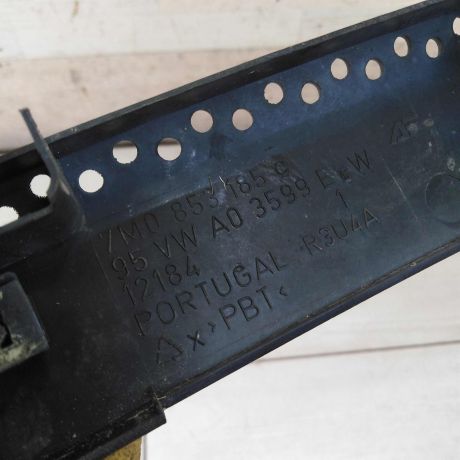 7M0 853 185 B
95 VW A0 3599 E W
1
12184
PORTUGAL R3U4A
x >PBT<